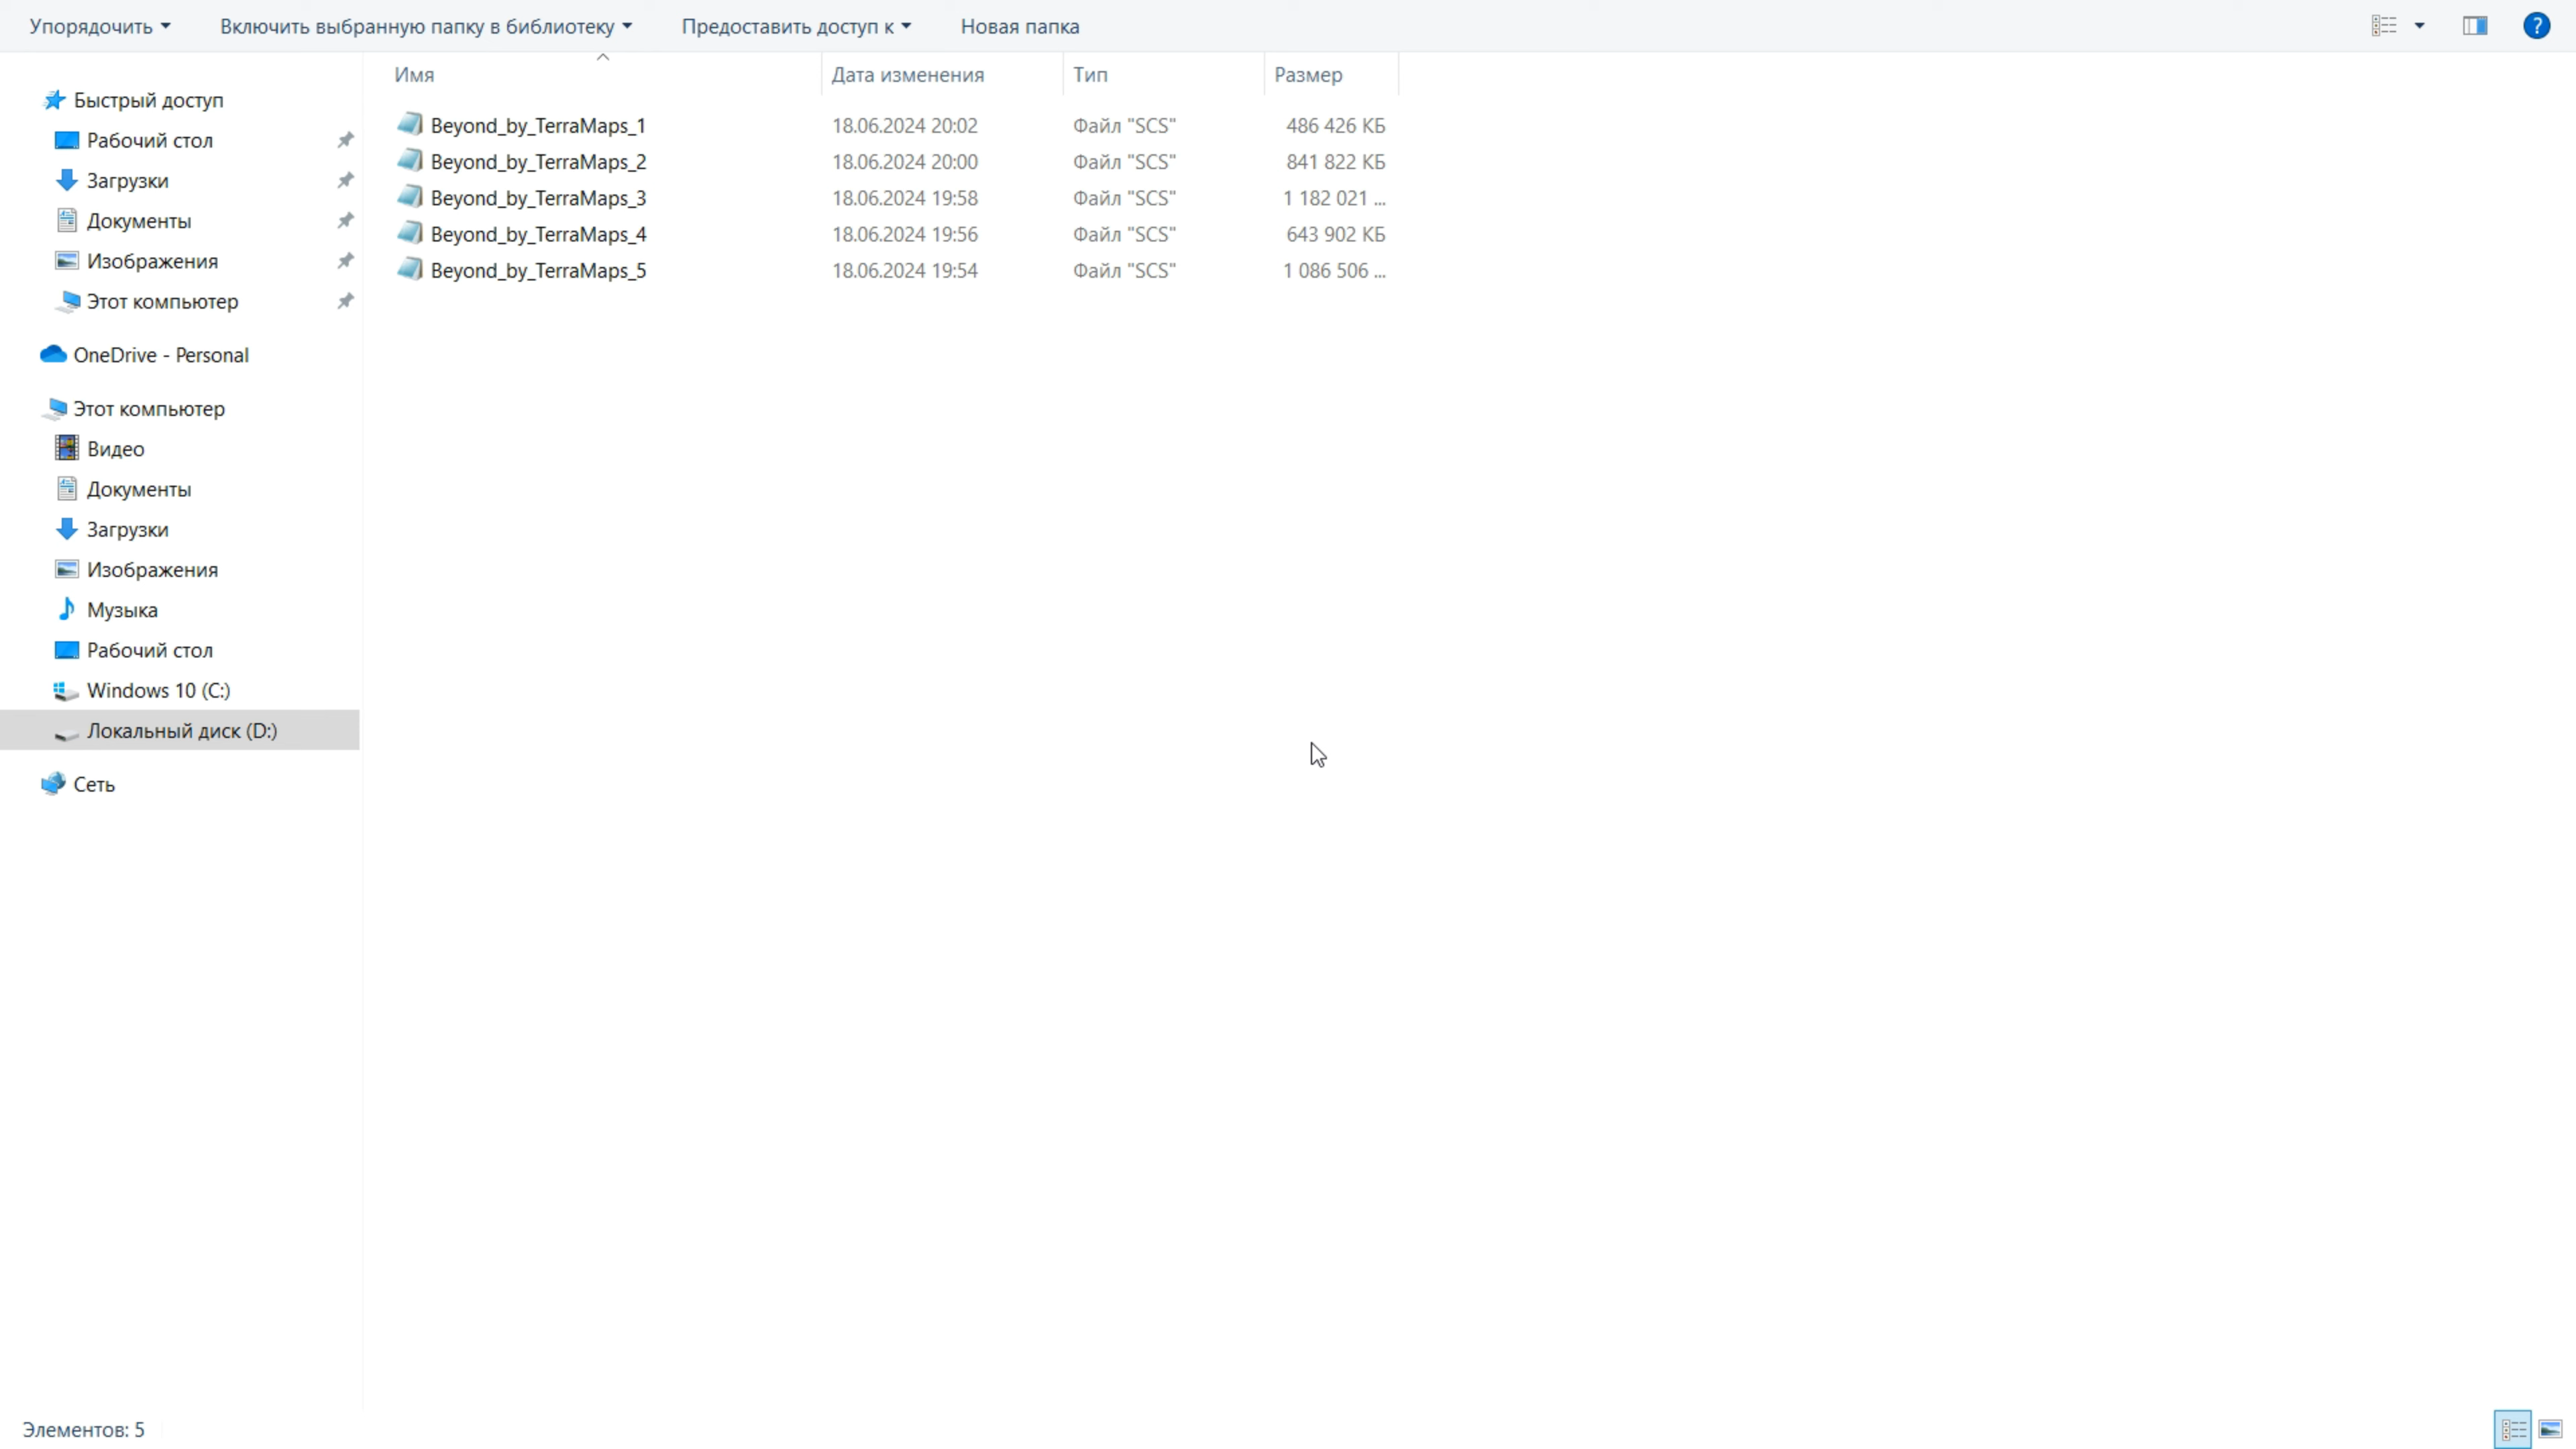 Упорядочить Включить выбранную папку в библиотеку Предоставить доступ к Новая папка ?
Быстрый доступ
Рабочий стол
Загрузки
Документы
Изображения
Этот компьютер
OneDrive - Personal
Этот компьютер
Видео
Документы
Загрузки
Изображения
Музыка
Рабочий стол
Windows 10 (C:)
Локальный диск (D:)
Сеть
Имя Дата изменения Тип Размер
Beyond_by_TerraMaps_1 18.06.2024 20:02 Файл "SCS" 486 426 КБ
Beyond_by_TerraMaps_2 18.06.2024 20:00 Файл "SCS" 841 822 КБ
Beyond_by_TerraMaps_3 18.06.2024 19:58 Файл "SCS" 1 182 021 ...
Beyond_by_TerraMaps_4 18.06.2024 19:56 Файл "SCS" 643 902 КБ
Beyond_by_TerraMaps_5 18.06.2024 19:54 Файл "SCS" 1 086 506 ...
Элементов: 5